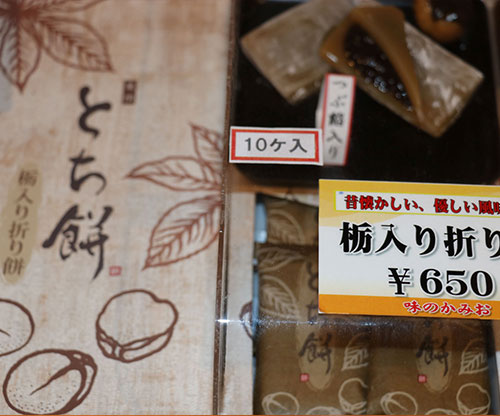 とち餅
栃入り折り餅
10ケ入
つぶ餡入り
昔懐かしい、優しい風
栃入り折り
¥650
味のかみお
餅
餅